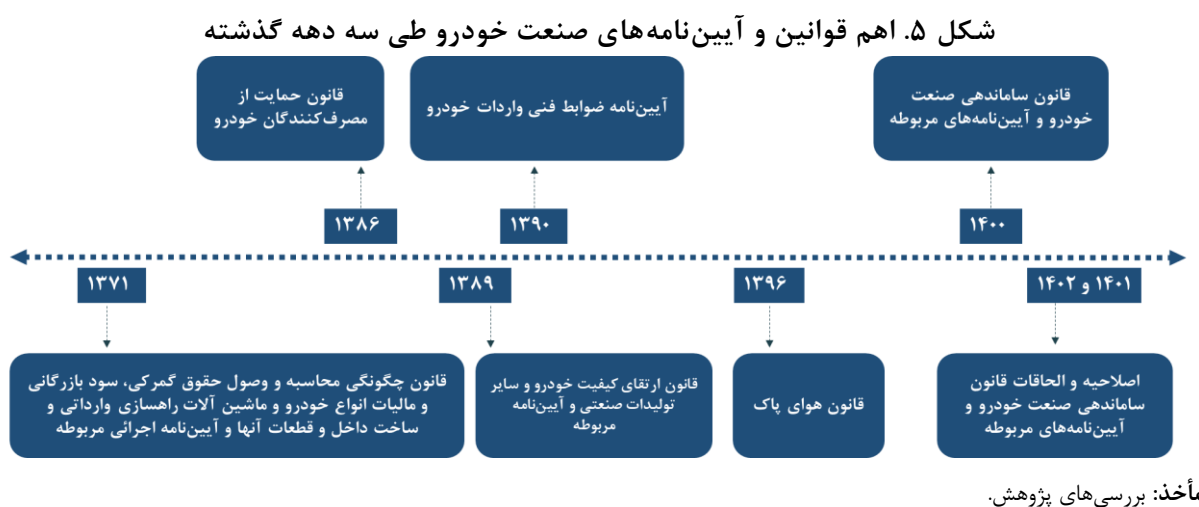 شکل ۵. اهم قوانین و آیین‌نامه‌های صنعت خودرو طی سه دهه گذشته
قانون حمایت از
مصرف‌کنندگان خودرو
آیین‌نامه ضوابط فنی واردات خودرو
قانون ساماندهی صنعت
خودرو و آیین‌نامه‌های مربوطه
۱۳۸۶
۱۳۹۰
۱۴۰۰
۱۳۷۱
۱۳۸۹
۱۳۹۶
۱۴۰۱ و ۱۴۰۲
قانون چگونگی محاسبه و وصول حقوق گمرکی، سود بازرگانی
و مالیات انواع خودرو و ماشین آلات راهسازی وارداتی و
ساخت داخل و قطعات آنها و آیین‌نامه اجرائی مربوطه
قانون ارتقای کیفیت خودرو و سایر
تولیدات صنعتی و آیین‌نامه
مربوطه
قانون هوای پاک
اصلاحیه و الحاقات قانون
ساماندهی صنعت خودرو و
آیین‌نامه‌های مربوطه
مأخذ: بررسی‌های پژوهش.